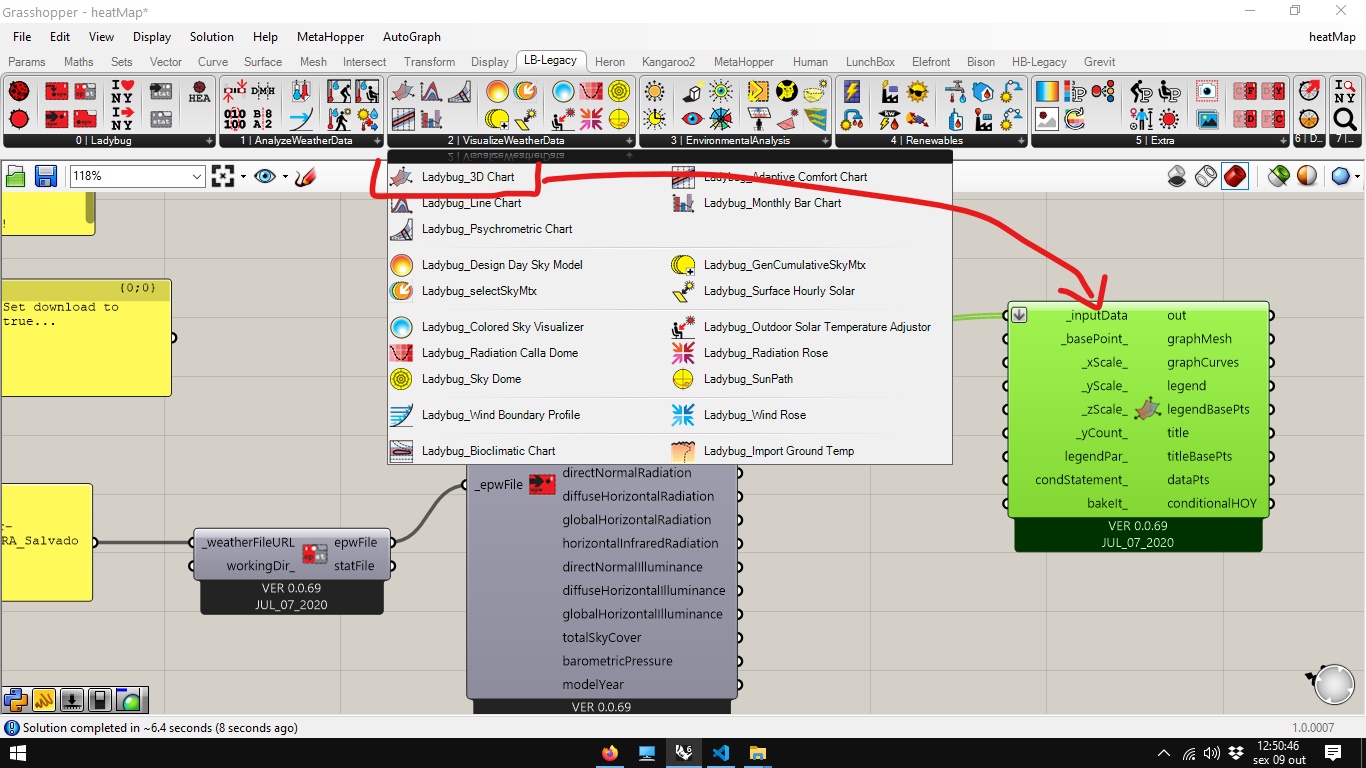 Grasshopper - heatMap*
File Edit View Display Solution Help MetaHopper AutoGraph heatMap
Params Maths Sets Vector Curve Surface Mesh Intersect Transform Display LB-Legacy Heron Kangaroo2 MetaHopper Human LunchBox Elefront Bison HB-Legacy Grevit
0 | Ladybug 1 | AnalyzeWeatherData 2 | VisualizeWeatherData 3 | EnvironmentalAnalysis 4 | Renewables 5 | Extra 6 | D...
118%
2 | VisualizeWeatherData
Ladybug_3D Chart Ladybug_Adaptive Comfort Chart
Ladybug_Line Chart Ladybug_Monthly Bar Chart
Ladybug_Psychrometric Chart
Ladybug_Design Day Sky Model Ladybug_GenCumulativeSkyMtx
Ladybug_selectSkyMtx Ladybug_Surface Hourly Solar
Ladybug_Colored Sky Visualizer Ladybug_Outdoor Solar Temperature Adjustor
Ladybug_Radiation Calla Dome Ladybug_Radiation Rose
Ladybug_Sky Dome Ladybug_SunPath
Ladybug_Wind Boundary Profile Ladybug_Wind Rose
Ladybug_Bioclimatic Chart Ladybug_Import Ground Temp
!
{0;0}
Set download to
true...
r-
RA_Salvado
_weatherFileURL epwFile
workingDir_ statFile
VER 0.0.69
JUL_07_2020
_epwFile
directNormalRadiation
diffuseHorizontalRadiation
globalHorizontalRadiation
horizontalInfraredRadiation
directNormalIlluminance
diffuseHorizontalIlluminance
globalHorizontalIlluminance
totalSkyCover
barometricPressure
modelYear
VER 0.0.69
_inputData out
_basePoint_ graphMesh
_xScale_ graphCurves
_yScale_ legend
_zScale_ legendBasePts
_yCount_ title
legendPar_ titleBasePts
condStatement_ dataPts
bakeIt_ conditionalHOY
VER 0.0.69
JUL_07_2020
Solution completed in ~6.4 seconds (8 seconds ago) 1.0.0007
12:50:46
sex 09 out